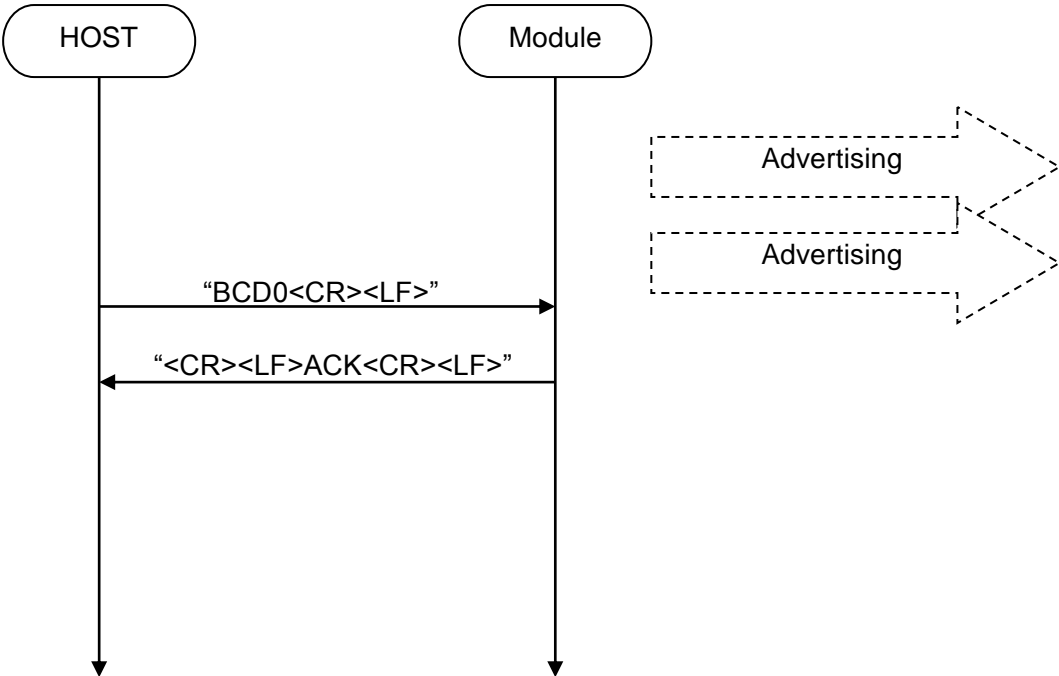 HOST
Module
Advertising
Advertising
“BCD0<CR><LF>”
“<CR><LF>ACK<CR><LF>”